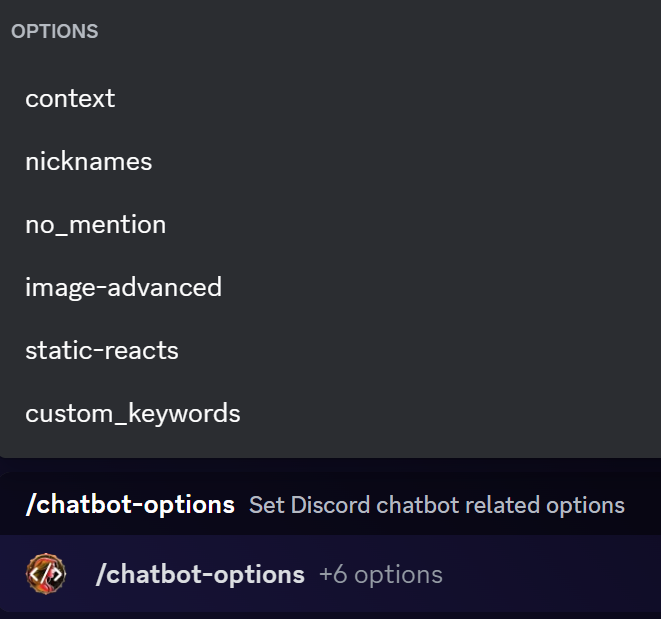 OPTIONS
context
nicknames
no_mention
image-advanced
static-reacts
custom_keywords
/chatbot-options Set Discord chatbot related options
/chatbot-options +6 options